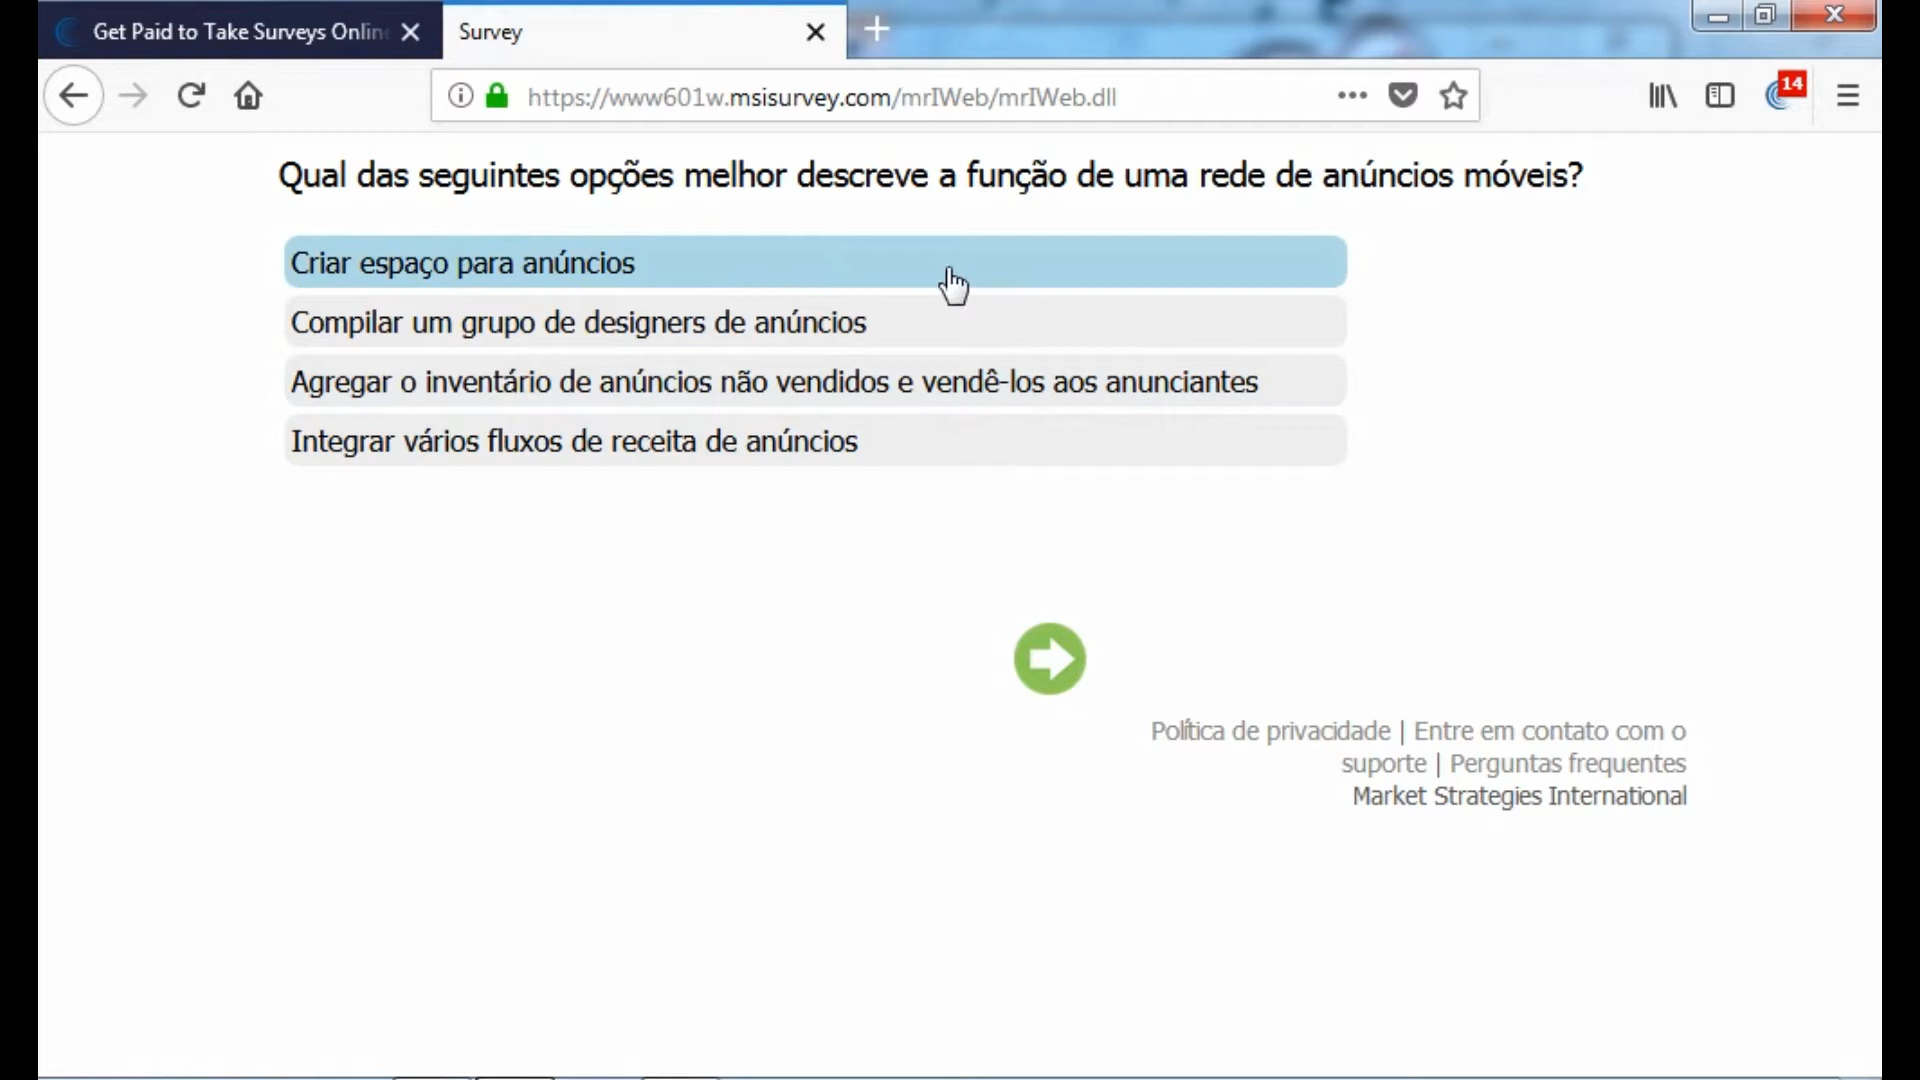 Get Paid to Take Surveys Onlin
Survey
https://www601w.msisurvey.com/mrIWeb/mrIWeb.dll
14
Qual das seguintes opções melhor descreve a função de uma rede de anúncios móveis?
Criar espaço para anúncios
Compilar um grupo de designers de anúncios
Agregar o inventário de anúncios não vendidos e vendê-los aos anunciantes
Integrar vários fluxos de receita de anúncios
Política de privacidade | Entre em contato com o
suporte | Perguntas frequentes
Market Strategies International